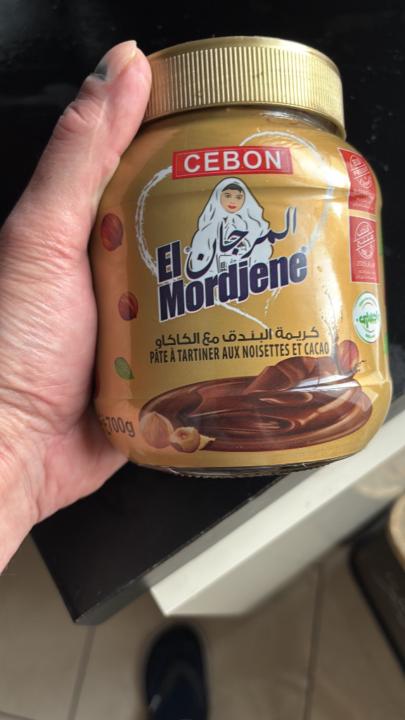 CEBON
المرجان
El
Mordjene
كريمة البندق مع الكاكاو
PÂTE À TARTINER AUX NOISETTES ET CACAO
700g